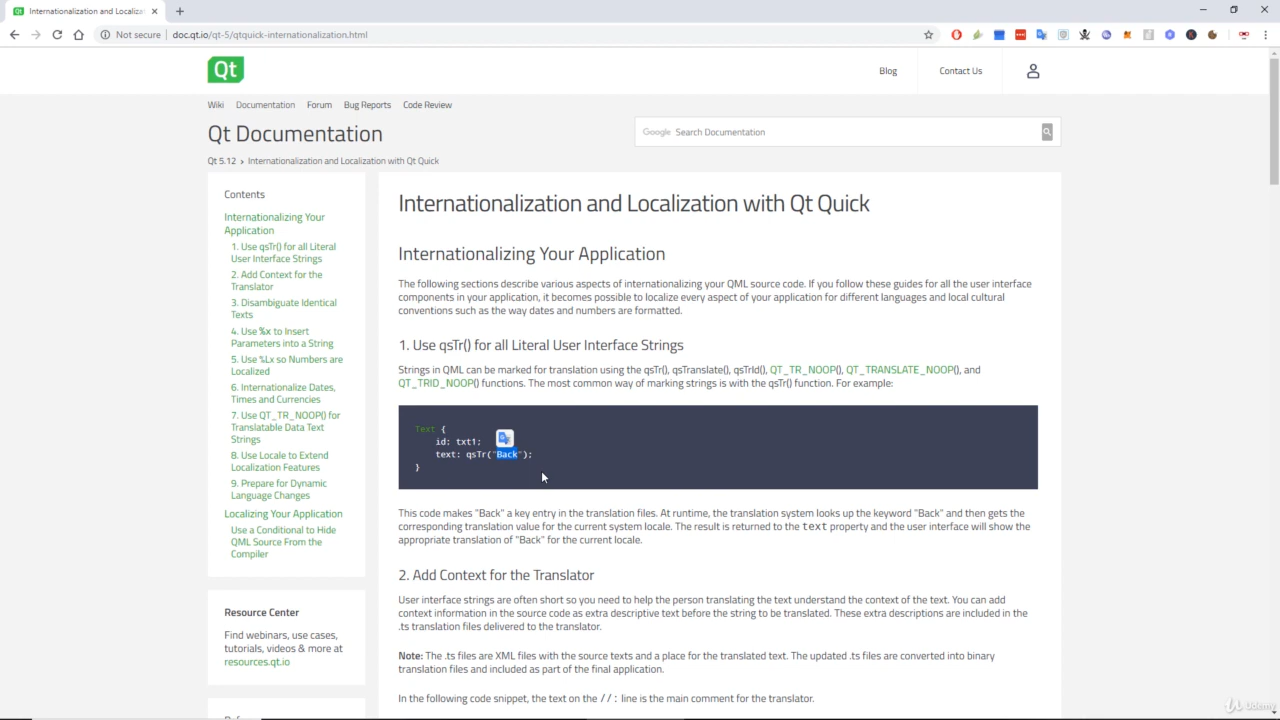 Internationalization and Localiza
Not secure | doc.qt.io/qt-5/qtquick-internationalization.html
Qt
Blog
Contact Us
Wiki Documentation Forum Bug Reports Code Review
Qt Documentation
Google Search Documentation
Qt 5.12 › Internationalization and Localization with Qt Quick
Contents
Internationalizing Your
Application
1. Use qsTr() for all Literal
User Interface Strings
2. Add Context for the
Translator
3. Disambiguate Identical
Texts
4. Use %x to Insert
Parameters into a String
5. Use %Lx so Numbers are
Localized
6. Internationalize Dates,
Times and Currencies
7. Use QT_TR_NOOP() for
Translatable Data Text
Strings
8. Use Locale to Extend
Localization Features
9. Prepare for Dynamic
Language Changes
Localizing Your Application
Use a Conditional to Hide
QML Source From the
Compiler
Resource Center
Find webinars, use cases,
tutorials, videos & more at
resources.qt.io
Internationalization and Localization with Qt Quick
Internationalizing Your Application
The following sections describe various aspects of internationalizing your QML source code. If you follow these guides for all the user interface
components in your application, it becomes possible to localize every aspect of your application for different languages and local cultural
conventions such as the way dates and numbers are formatted.
1. Use qsTr() for all Literal User Interface Strings
Strings in QML can be marked for translation using the qsTr(), qsTranslate(), qsTrId(), QT_TR_NOOP(), QT_TRANSLATE_NOOP(), and
QT_TRID_NOOP() functions. The most common way of marking strings is with the qsTr() function. For example:
Text {
id: txt1;
text: qsTr("Back");
}
This code makes "Back" a key entry in the translation files. At runtime, the translation system looks up the keyword "Back" and then gets the
corresponding translation value for the current system locale. The result is returned to the text property and the user interface will show the
appropriate translation of "Back" for the current locale.
2. Add Context for the Translator
User interface strings are often short so you need to help the person translating the text understand the context of the text. You can add
context information in the source code as extra descriptive text before the string to be translated. These extra descriptions are included in the
.ts translation files delivered to the translator.
Note: The .ts files are XML files with the source texts and a place for the translated text. The updated .ts files are converted into binary
translation files and included as part of the final application.
In the following code snippet, the text on the //: line is the main comment for the translator.
Udemy